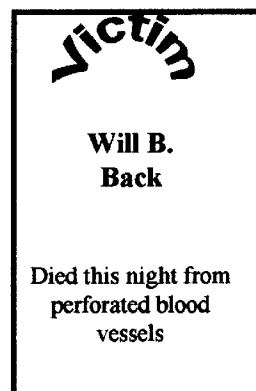 Victim
Will B.
Back
Died this night from
perforated blood
vessels